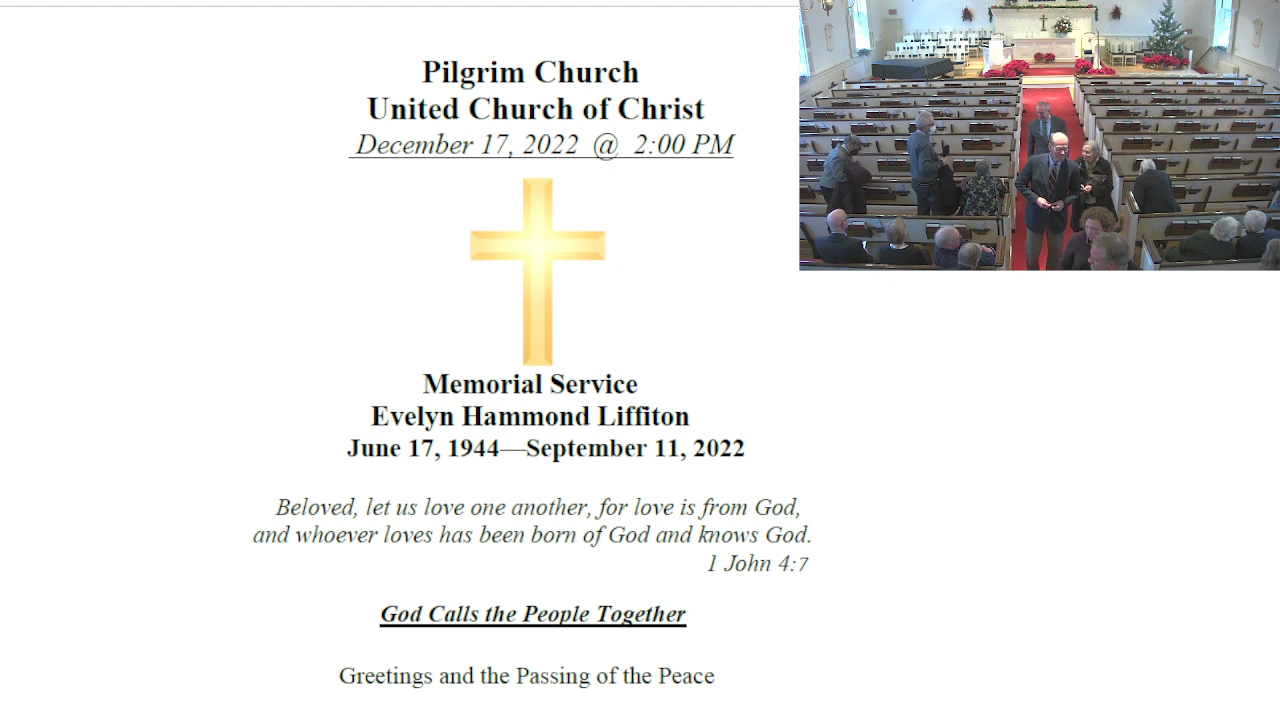 Pilgrim Church
United Church of Christ
December 17, 2022 @ 2:00 PM
Memorial Service
Evelyn Hammond Liffiton
June 17, 1944—September 11, 2022
Beloved, let us love one another, for love is from God,
and whoever loves has been born of God and knows God.
1 John 4:7
God Calls the People Together
Greetings and the Passing of the Peace